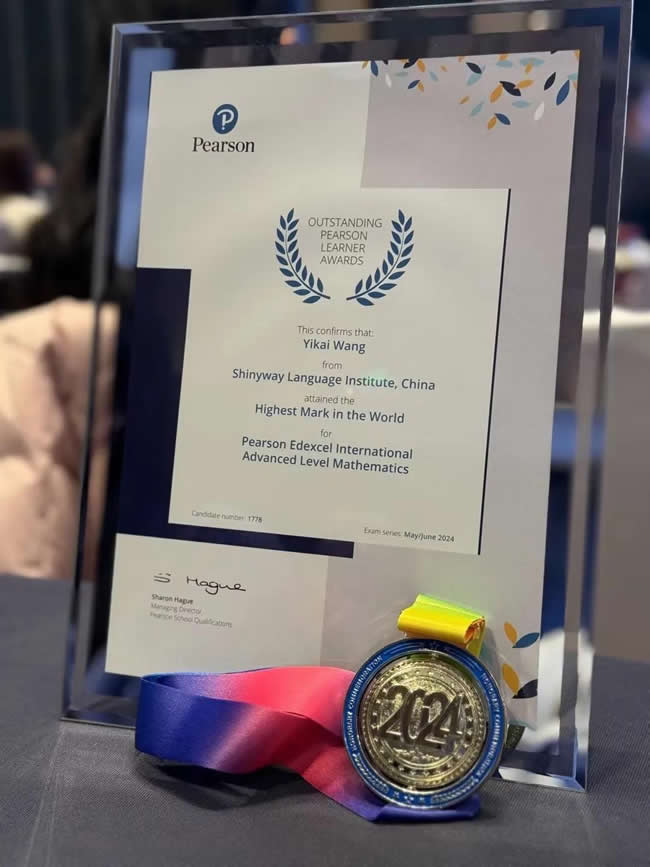 Pearson
OUTSTANDING
PEARSON
LEARNER
AWARDS
This confirms that:
Yikai Wang
from
Shinyway Language Institute, China
attained the
Highest Mark in the World
for
Pearson Edexcel International
Advanced Level Mathematics
Candidate number: 1778
Exam series: May/June 2024
S Hague
Sharon Hague
Managing Director
Pearson School Qualifications
2024